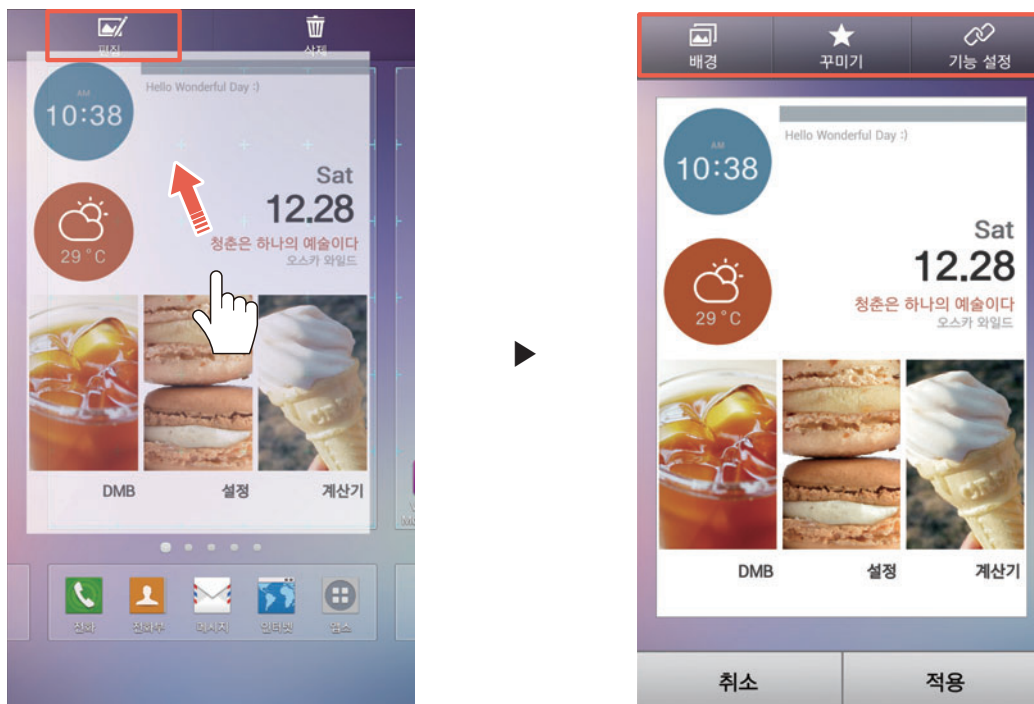 편집
삭제
AM
10:38
Hello Wonderful Day :)
Sat
12.28
29°C
청춘은 하나의 예술이다
오스카 와일드
DMB
설정
계산기
전화
전화부
메시지
인터넷
앱스
▶
배경
꾸미기
기능 설정
AM
10:38
Hello Wonderful Day :)
Sat
12.28
29°C
청춘은 하나의 예술이다
오스카 와일드
DMB
설정
계산기
취소
적용